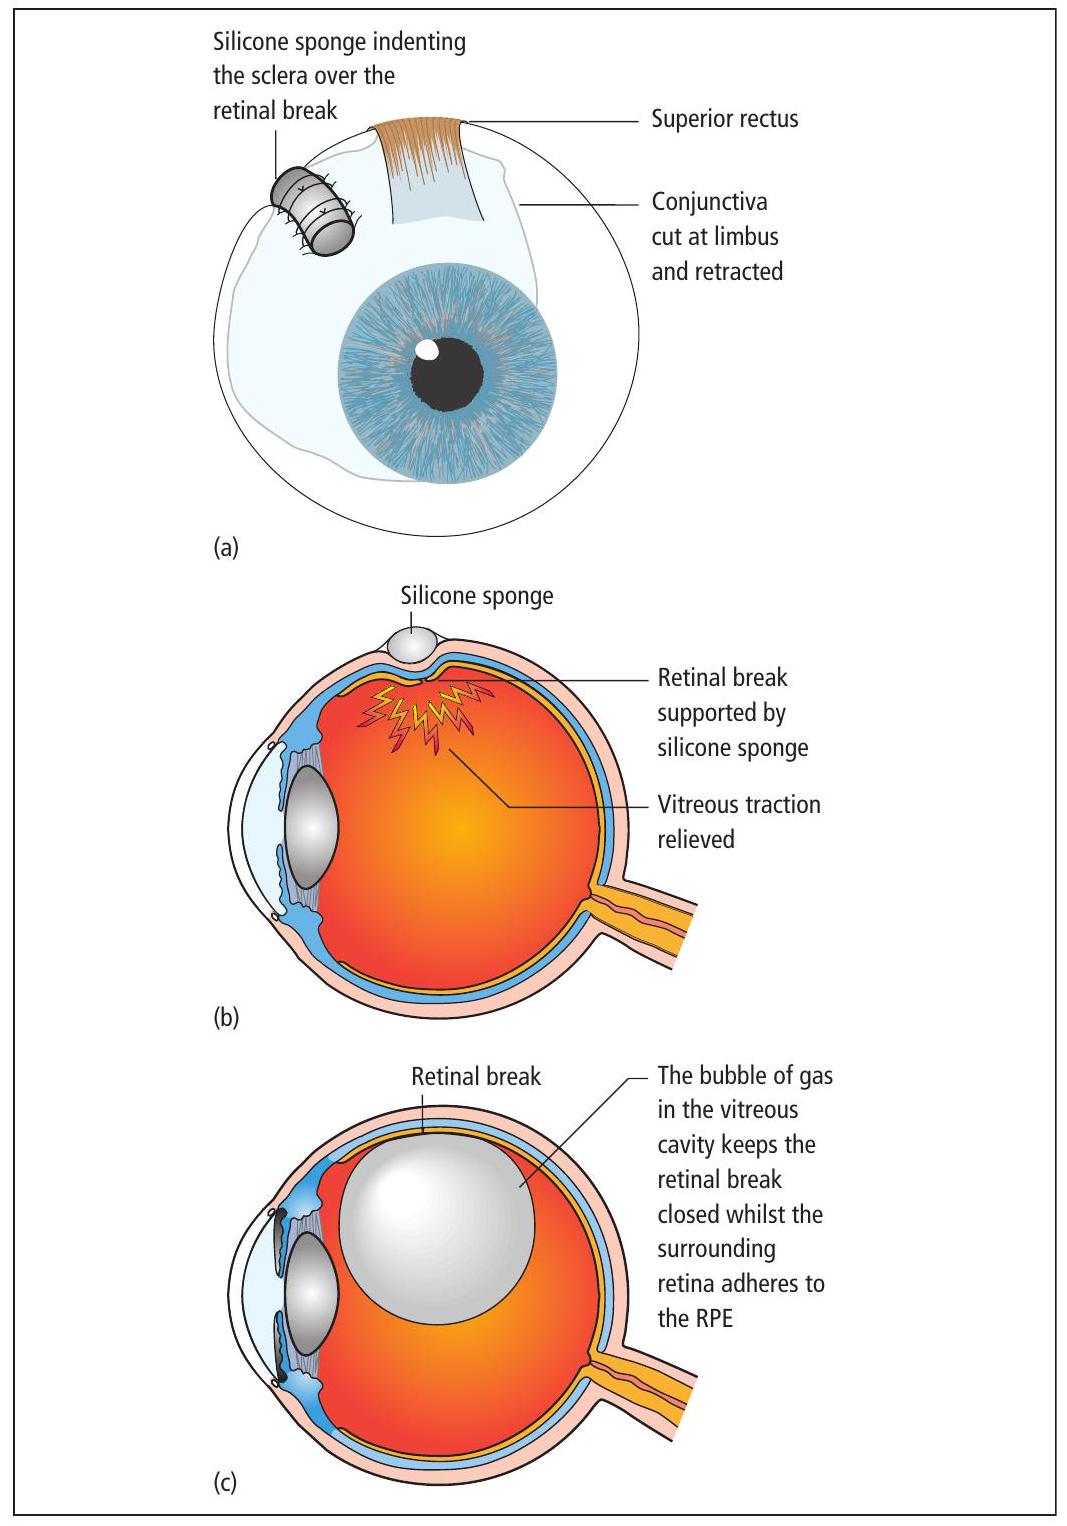 Silicone sponge indenting
the sclera over the
retinal break
Superior rectus
Conjunctiva
cut at limbus
and retracted
(a)
Silicone sponge
Retinal break
supported by
silicone sponge
Vitreous traction
relieved
(b)
Retinal break
The bubble of gas
in the vitreous
cavity keeps the
retinal break
closed whilst the
surrounding
retina adheres to
the RPE
(c)